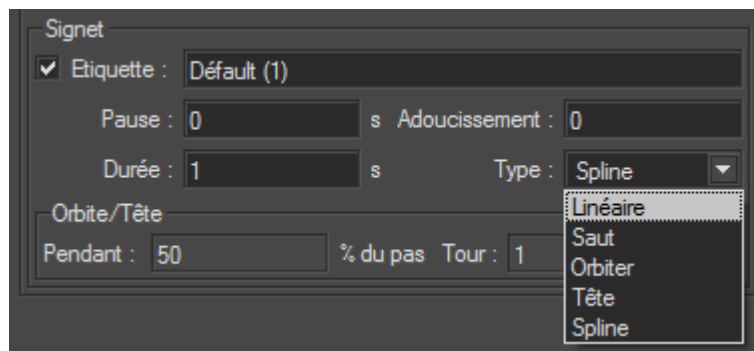 Signet
Etiquette : Défault (1)
Pause : 0 s Adoucissement : 0
Durée : 1 s Type : Spline
Linéaire
Saut
Orbiter
Tête
Spline
Orbite/Tête
Pendant : 50 % du pas Tour : 1